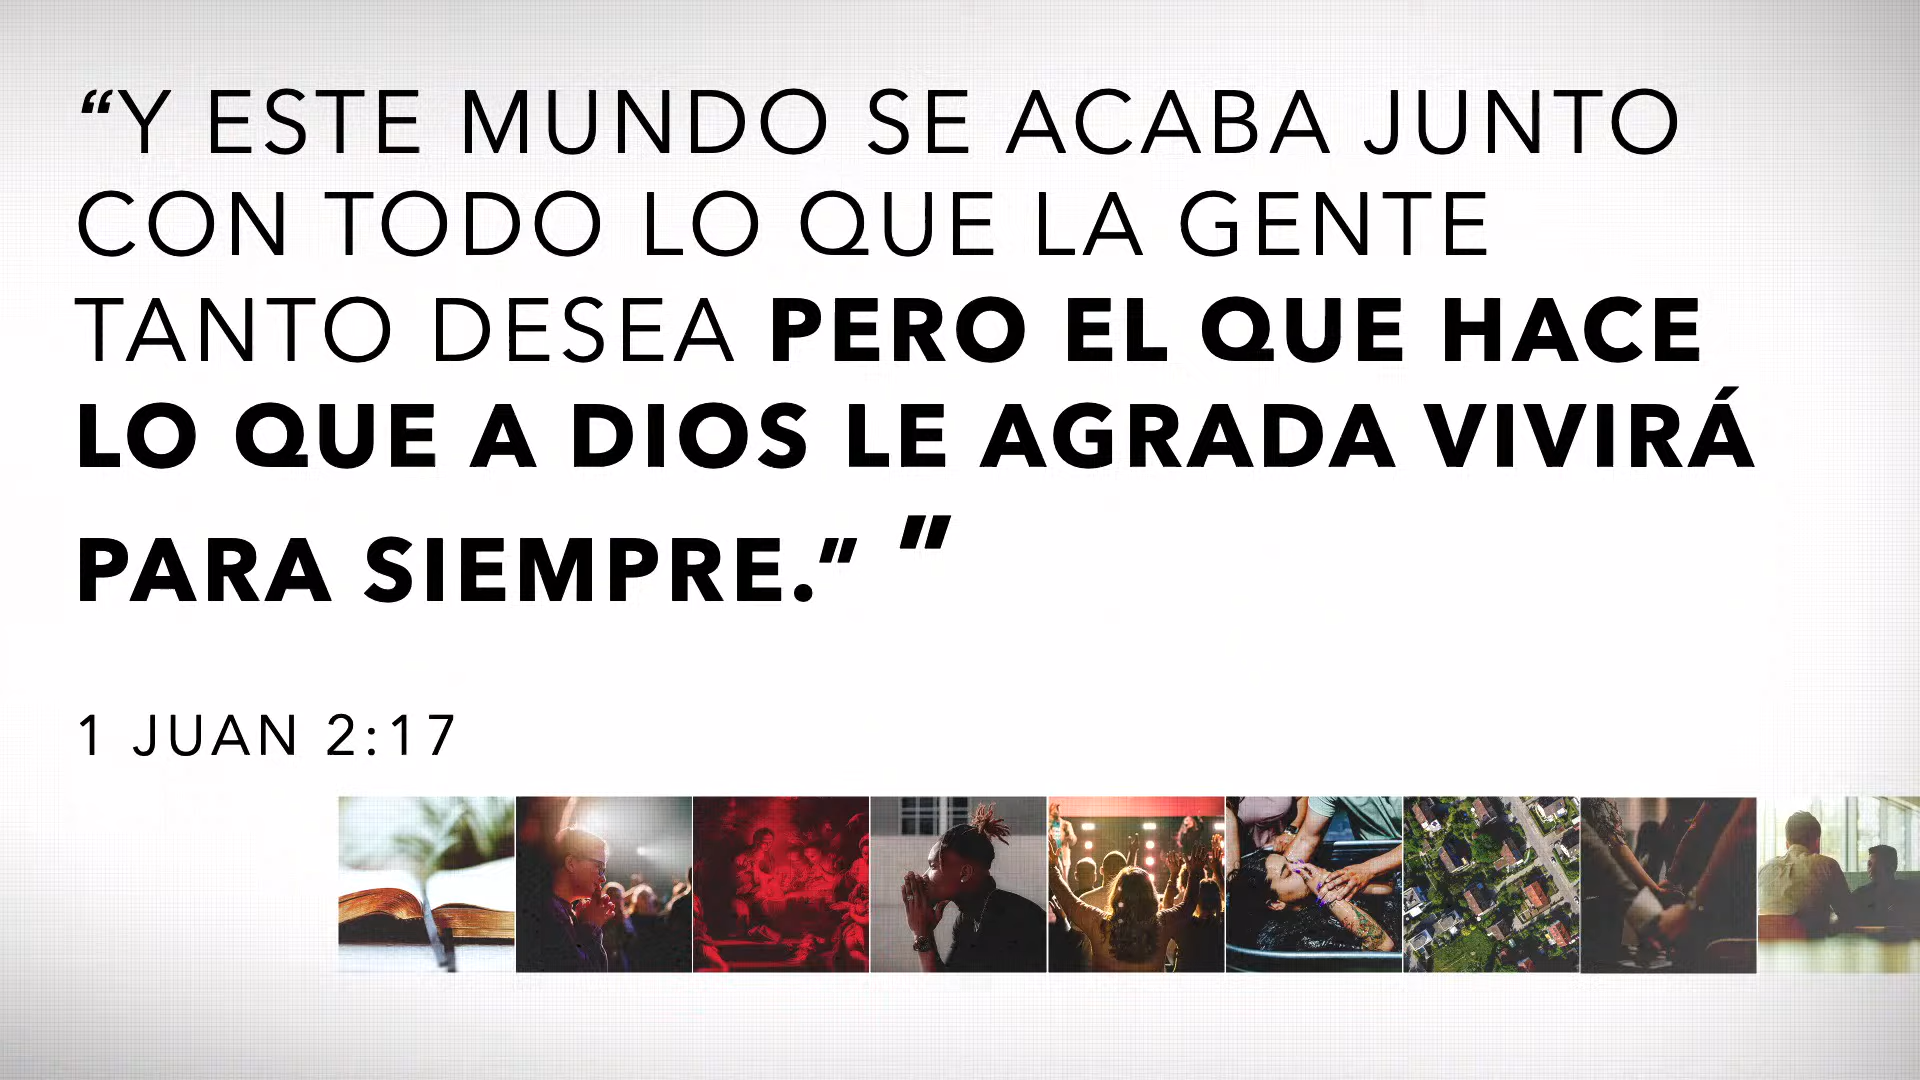 “Y ESTE MUNDO SE ACABA JUNTO
CON TODO LO QUE LA GENTE
TANTO DESEA PERO EL QUE HACE
LO QUE A DIOS LE AGRADA VIVIRÁ
PARA SIEMPRE.” ”
1 JUAN 2:17